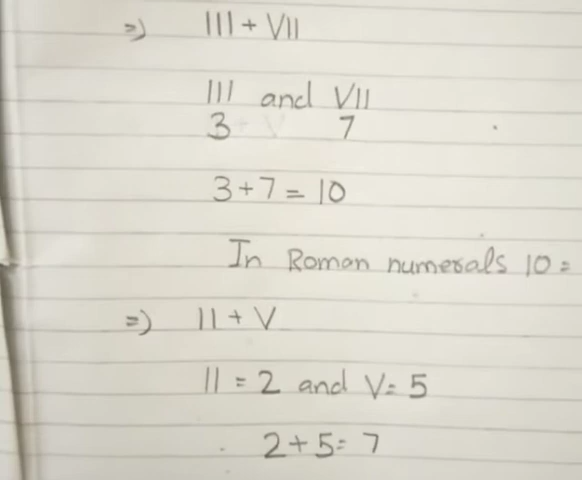 =) III + VII
III and VII
3 7
3 + 7 = 10
In Roman numerals 10 =
=) II + V
II = 2 and V = 5
2 + 5 = 7